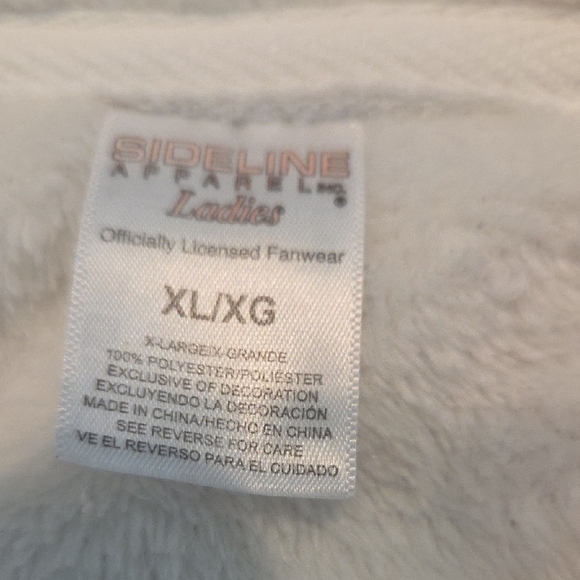 SIDELINE
APPAREL INC.®
Ladies
Officially Licensed Fanwear
XL/XG
X-LARGE/X-GRANDE
100% POLYESTER/POLIÉSTER
EXCLUSIVE OF DECORATION
EXCLUYENDO LA DECORACIÓN
MADE IN CHINA/HECHO EN CHINA
SEE REVERSE FOR CARE
VE EL REVERSO PARA EL CUIDADO